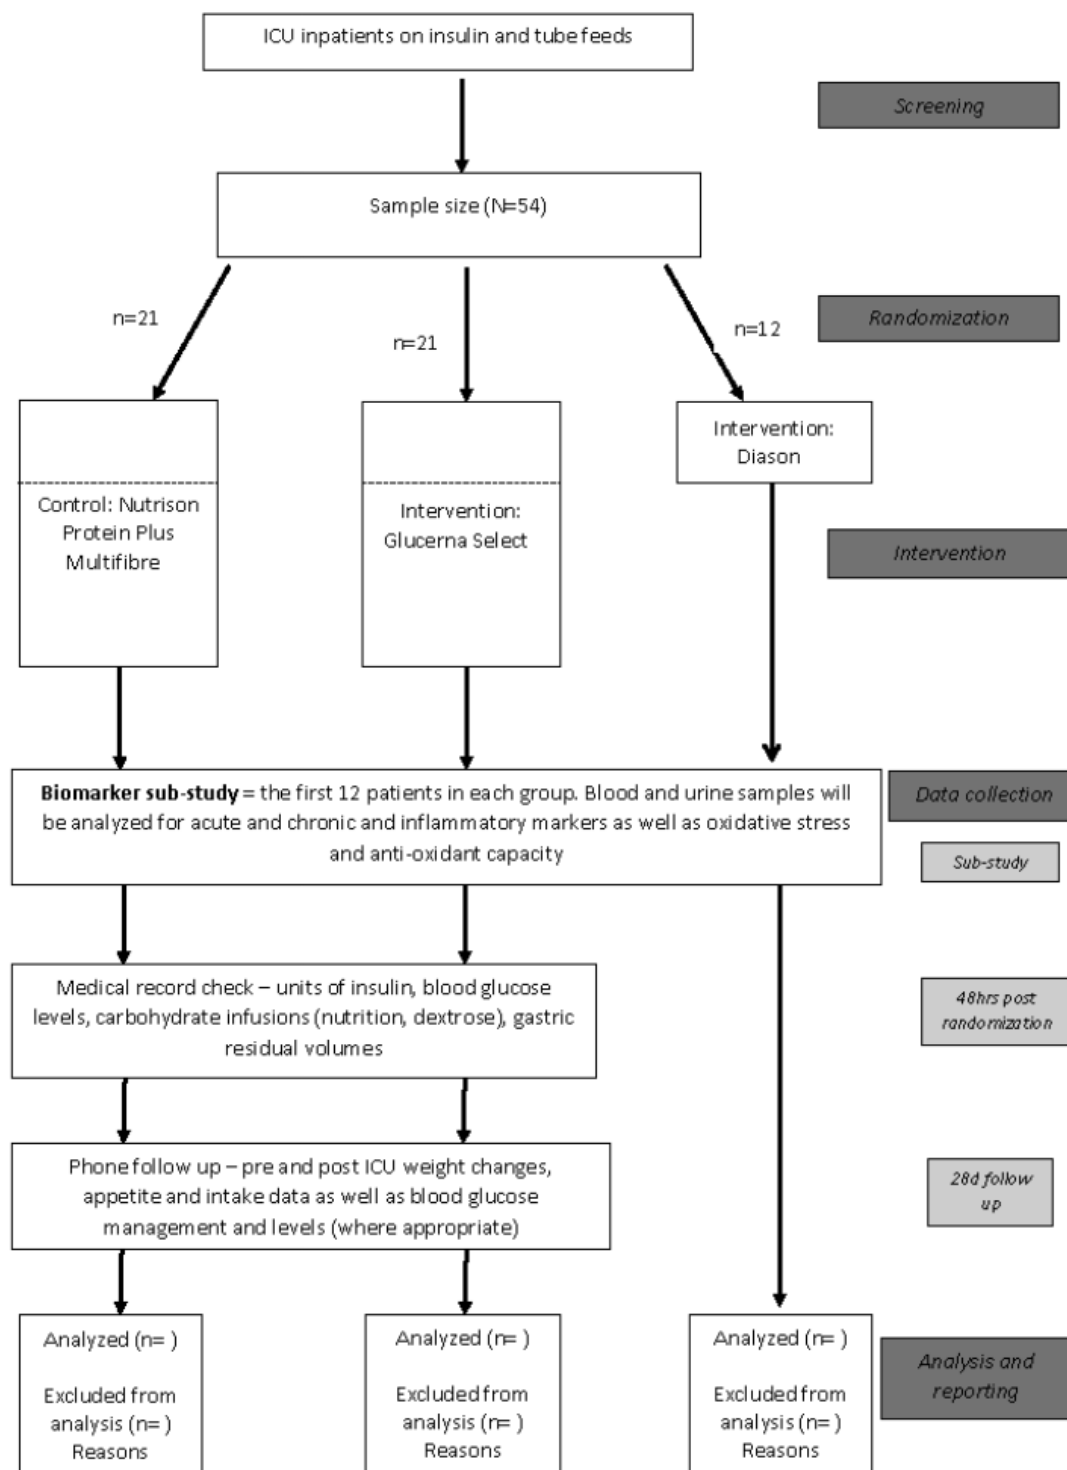 ICU inpatients on insulin and tube feeds
Screening
Sample size (N=54)
n=21
n=21
n=12
Randomization
Control: Nutrison
Protein Plus
Multifibre
Intervention:
Glucerna Select
Intervention:
Diason
Intervention
Biomarker sub-study = the first 12 patients in each group. Blood and urine samples will
be analyzed for acute and chronic and inflammatory markers as well as oxidative stress
and anti-oxidant capacity
Data collection
Sub-study
Medical record check – units of insulin, blood glucose
levels, carbohydrate infusions (nutrition, dextrose), gastric
residual volumes
48hrs post
randomization
Phone follow up – pre and post ICU weight changes,
appetite and intake data as well as blood glucose
management and levels (where appropriate)
28d follow
up
Analyzed (n= )
Excluded from
analysis (n= )
Reasons
Analyzed (n= )
Excluded from
analysis (n= )
Reasons
Analyzed (n= )
Excluded from
analysis (n= )
Reasons
Analysis and
reporting